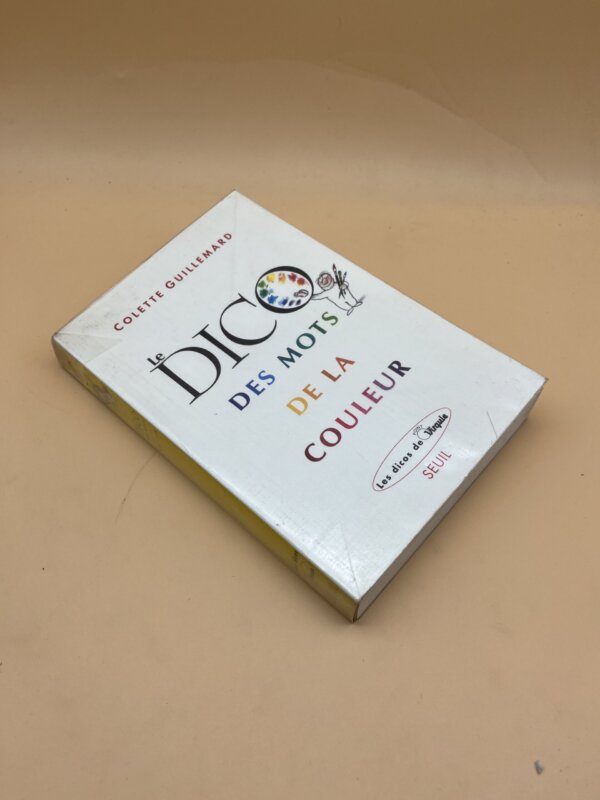 COLETTE GUILLEMARD
Le
DICO
DES MOTS
DE LA
COULEUR
Les dicos de Virgule
SEUIL